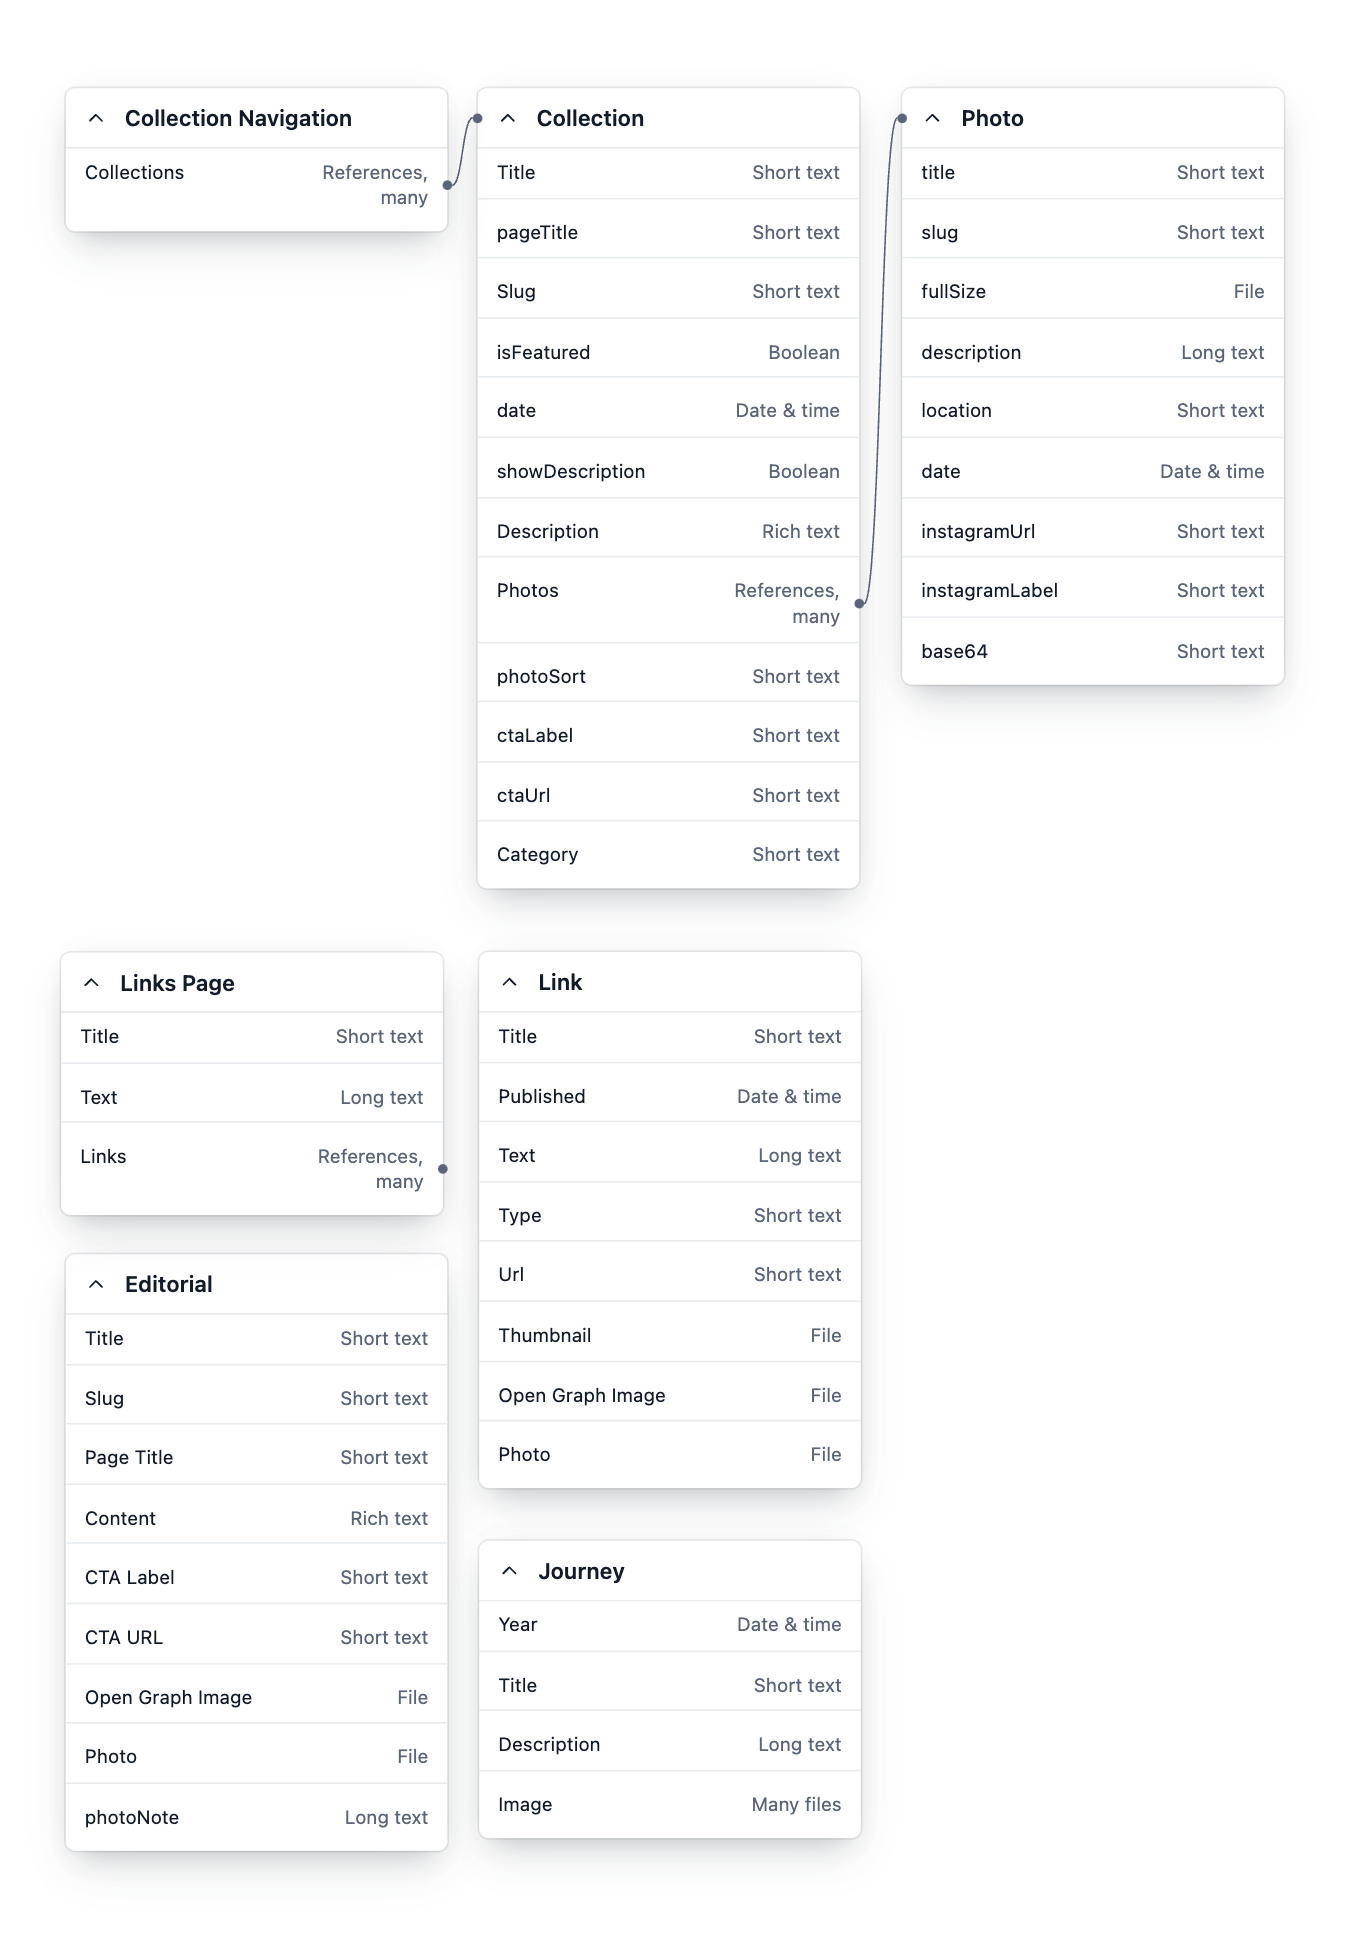 Collection Navigation
Collections References,
many
Collection
Title Short text
pageTitle Short text
Slug Short text
isFeatured Boolean
date Date & time
showDescription Boolean
Description Rich text
Photos References,
many
photoSort Short text
ctaLabel Short text
ctaUrl Short text
Category Short text
Photo
title Short text
slug Short text
fullSize File
description Long text
location Short text
date Date & time
instagramUrl Short text
instagramLabel Short text
base64 Short text
Links Page
Title Short text
Text Long text
Links References,
many
Link
Title Short text
Published Date & time
Text Long text
Type Short text
Url Short text
Thumbnail File
Open Graph Image File
Photo File
Editorial
Title Short text
Slug Short text
Page Title Short text
Content Rich text
CTA Label Short text
CTA URL Short text
Open Graph Image File
Photo File
photoNote Long text
Journey
Year Date & time
Title Short text
Description Long text
Image Many files